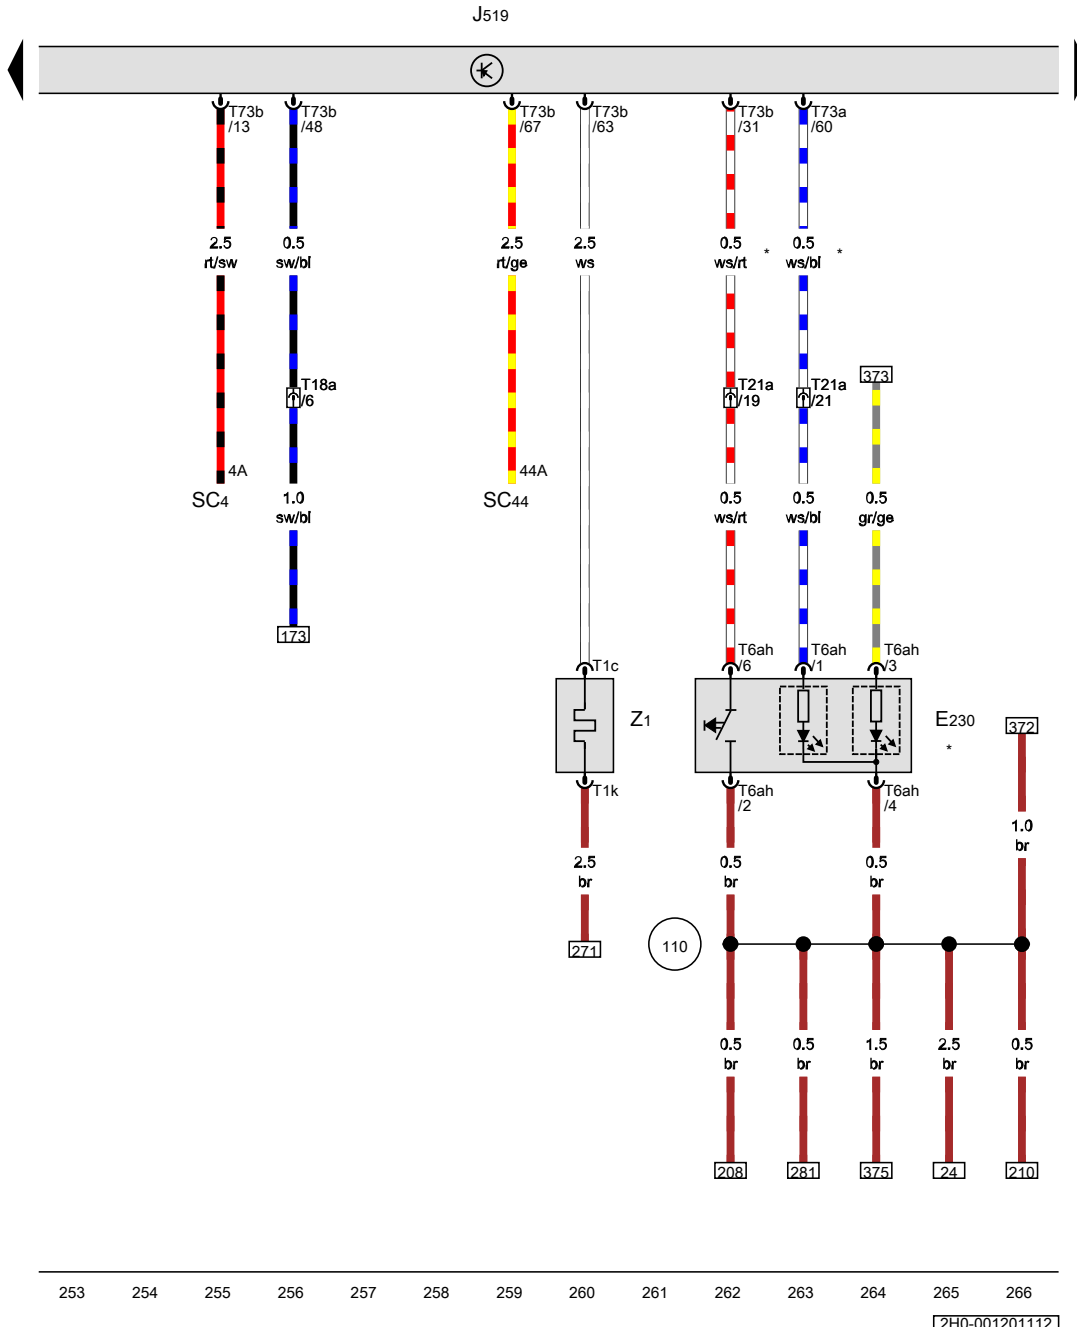 J519
T73b T73b T73b T73b T73b T73a
/13 /48 /67 /63 /31 /60
2.5 0.5 2.5 2.5 0.5 * 0.5 *
rt/sw sw/bl rt/ge ws ws/rt ws/bl
373
T18a T21a T21a
/6 /19 /21
4A 44A
SC4 SC44
1.0 0.5 0.5 0.5
sw/bl ws/rt ws/bl gr/ge
173
T1c T6ah T6ah T6ah
/6 /1 /3
Z1 E230 372
*
T1k T6ah T6ah
/2 /4
1.0
br
2.5 0.5 0.5
br br br
271 110
0.5 0.5 1.5 2.5 0.5
br br br br br
208 281 375 24 210
253 254 255 256 257 258 259 260 261 262 263 264 265 266
2H0-001201112